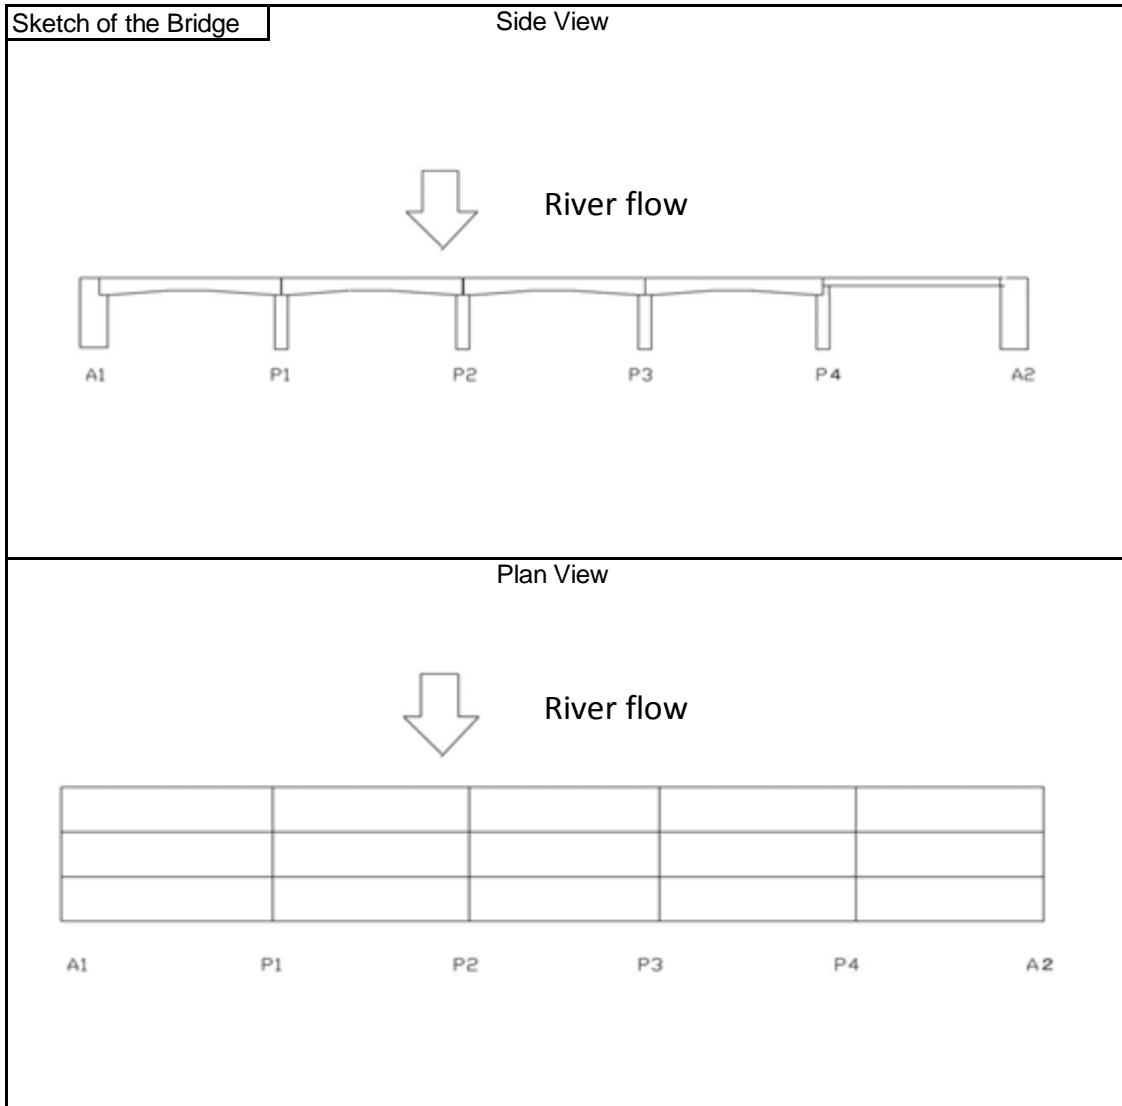 Sketch of the Bridge
Side View
River flow
A1 P1 P2 P3 P4 A2
Plan View
River flow
A1 P1 P2 P3 P4 A2